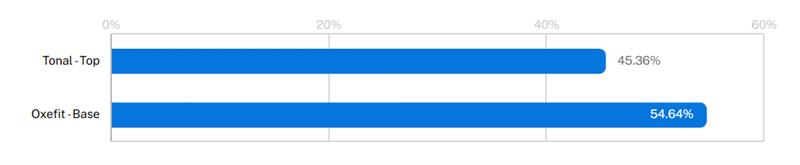 0% 20% 40% 60%
Tonal - Top 45.36%
Oxefit - Base 54.64%